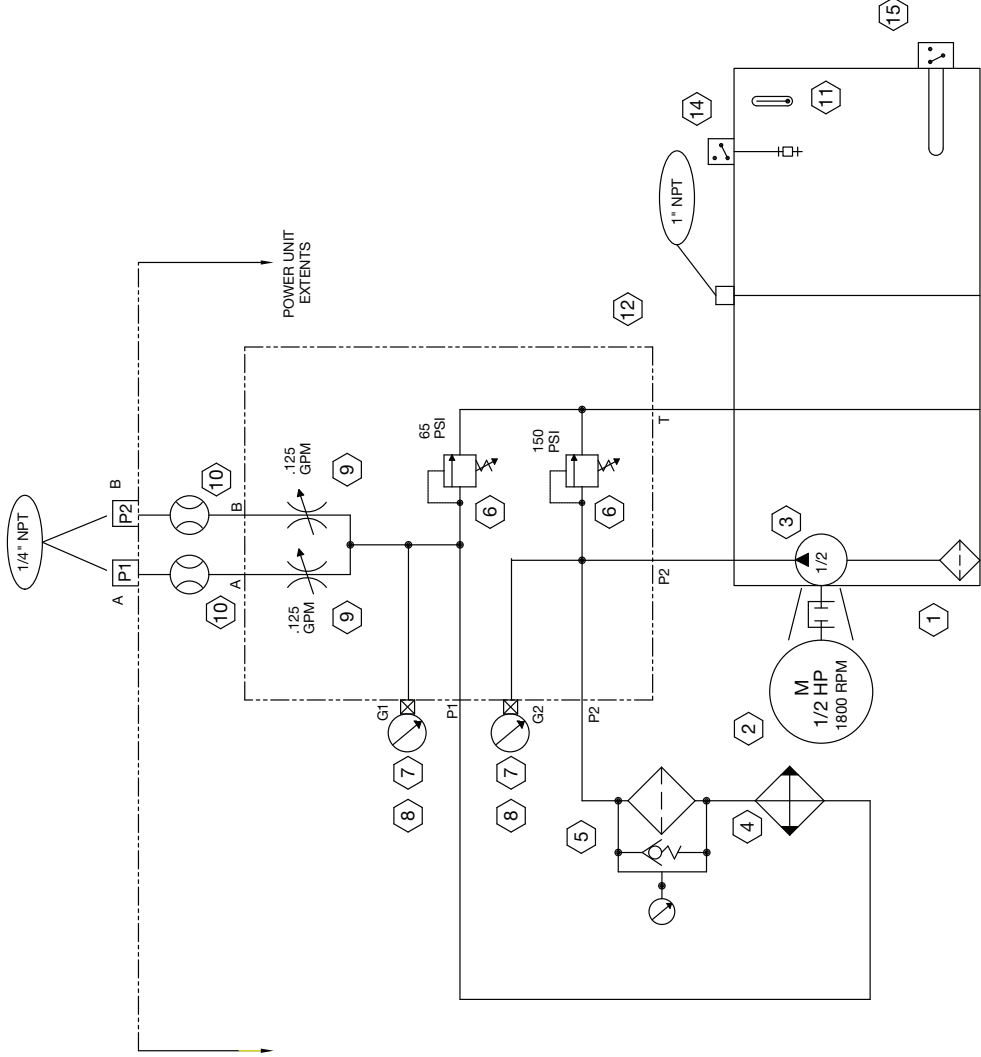 15
14
11
1/4" NPT
P1
P2
A
B
10
10
A
B
POWER UNIT
EXTENTS
1" NPT
.125
GPM
.125
GPM
9
9
12
65
PSI
150
PSI
6
6
T
G1
P1
G2
P2
P2
7
7
8
8
3
1/2
1
M
1/2 HP
1800 RPM
2
5
4